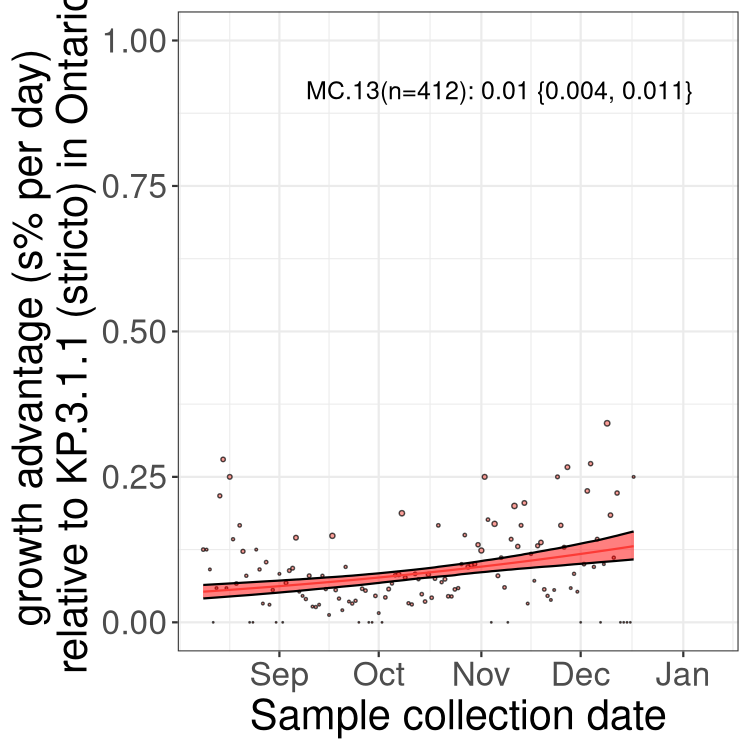 growth advantage (s% per day)
relative to KP.3.1.1 (stricto) in Ontario
1.00
0.75
0.50
0.25
0.00
MC.13(n=412): 0.01 {0.004, 0.011}
Sep Oct Nov Dec Jan
Sample collection date